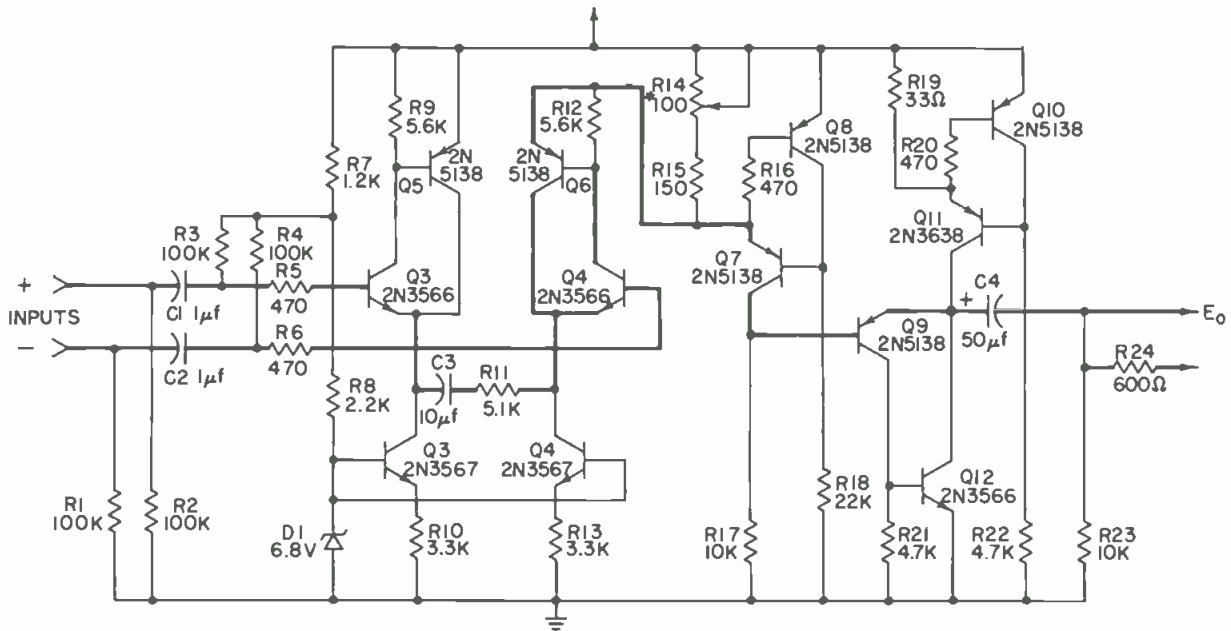 R14
100
R19
33Ω
Q10
2N5138
R9
5.6K
R12
5.6K
Q8
2N5138
R20
470
2N
5138
2N
5138
R15
150
R16
470
R7
1.2K
Q5
Q6
Q11
2N3638
R3
100K
R4
100K
Q7
2N5138
R5
470
Q3
2N3566
Q4
2N3566
+
INPUTS
–
C1 1µf
C2 1µf
R6
470
+
C4
50µf
Eo
Q9
2N5138
R24
600Ω
C3
10µf
R11
5.1K
R8
2.2K
Q3
2N3567
Q4
2N3567
Q12
2N3566
R1
100K
R2
100K
R18
22K
D1
6.8V
R10
3.3K
R13
3.3K
R17
10K
R21
4.7K
R22
4.7K
R23
10K